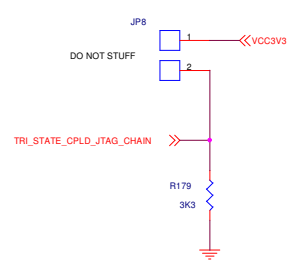 JP8
1
VCC3V3
DO NOT STUFF
2
TRI_STATE_CPLD_JTAG_CHAIN
R179
3K3